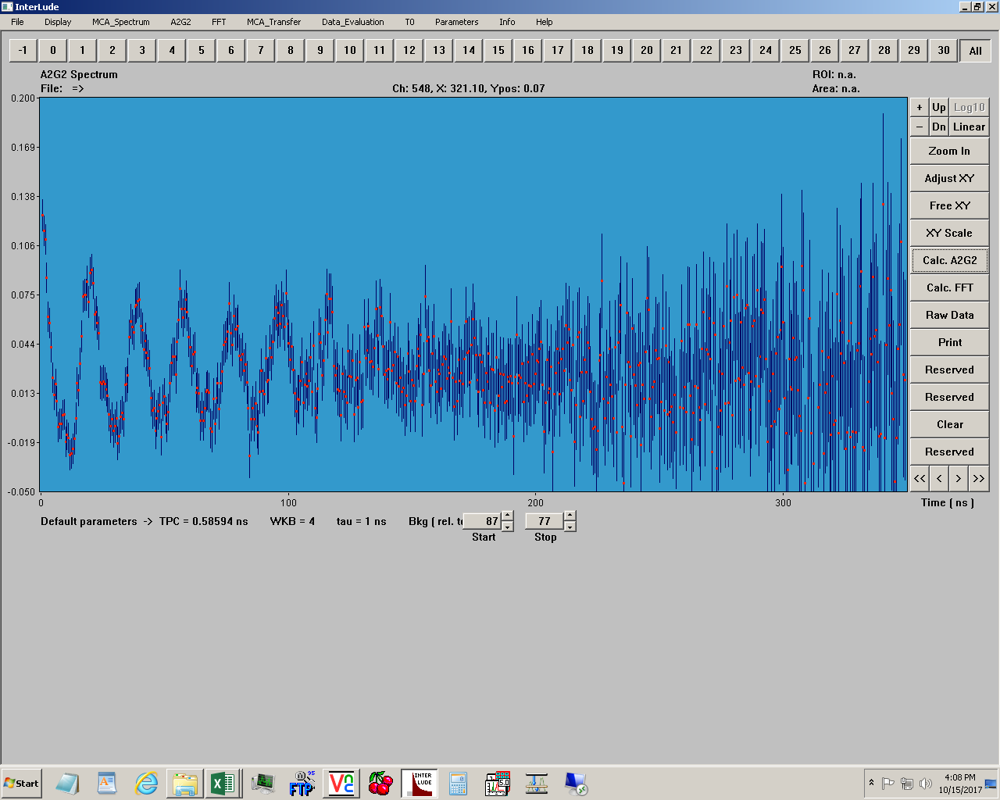 InterLude
File Display MCA_Spectrum A2G2 FFT MCA_Transfer Data_Evaluation T0 Parameters Info Help
-1 0 1 2 3 4 5 6 7 8 9 10 11 12 13 14 15 16 17 18 19 20 21 22 23 24 25 26 27 28 29 30 All
A2G2 Spectrum ROI: n.a.
File: => Ch: 548, X: 321.10, Ypos: 0.07 Area: n.a.
0.200
0.169
0.138
0.106
0.075
0.044
0.013
-0.019
-0.050
0 100 200 300 Time ( ns )
+ Up Log10
– Dn Linear
Zoom In
Adjust XY
Free XY
XY Scale
Calc. A2G2
Calc. FFT
Raw Data
Print
Reserved
Reserved
Clear
Reserved
<< < > >>
Default parameters -> TPC = 0.58594 ns WKB = 4 tau = 1 ns Bkg ( rel. to 87 77
Start Stop
Start 95 FTP INTER LUDE 4:08 PM
10/15/2017